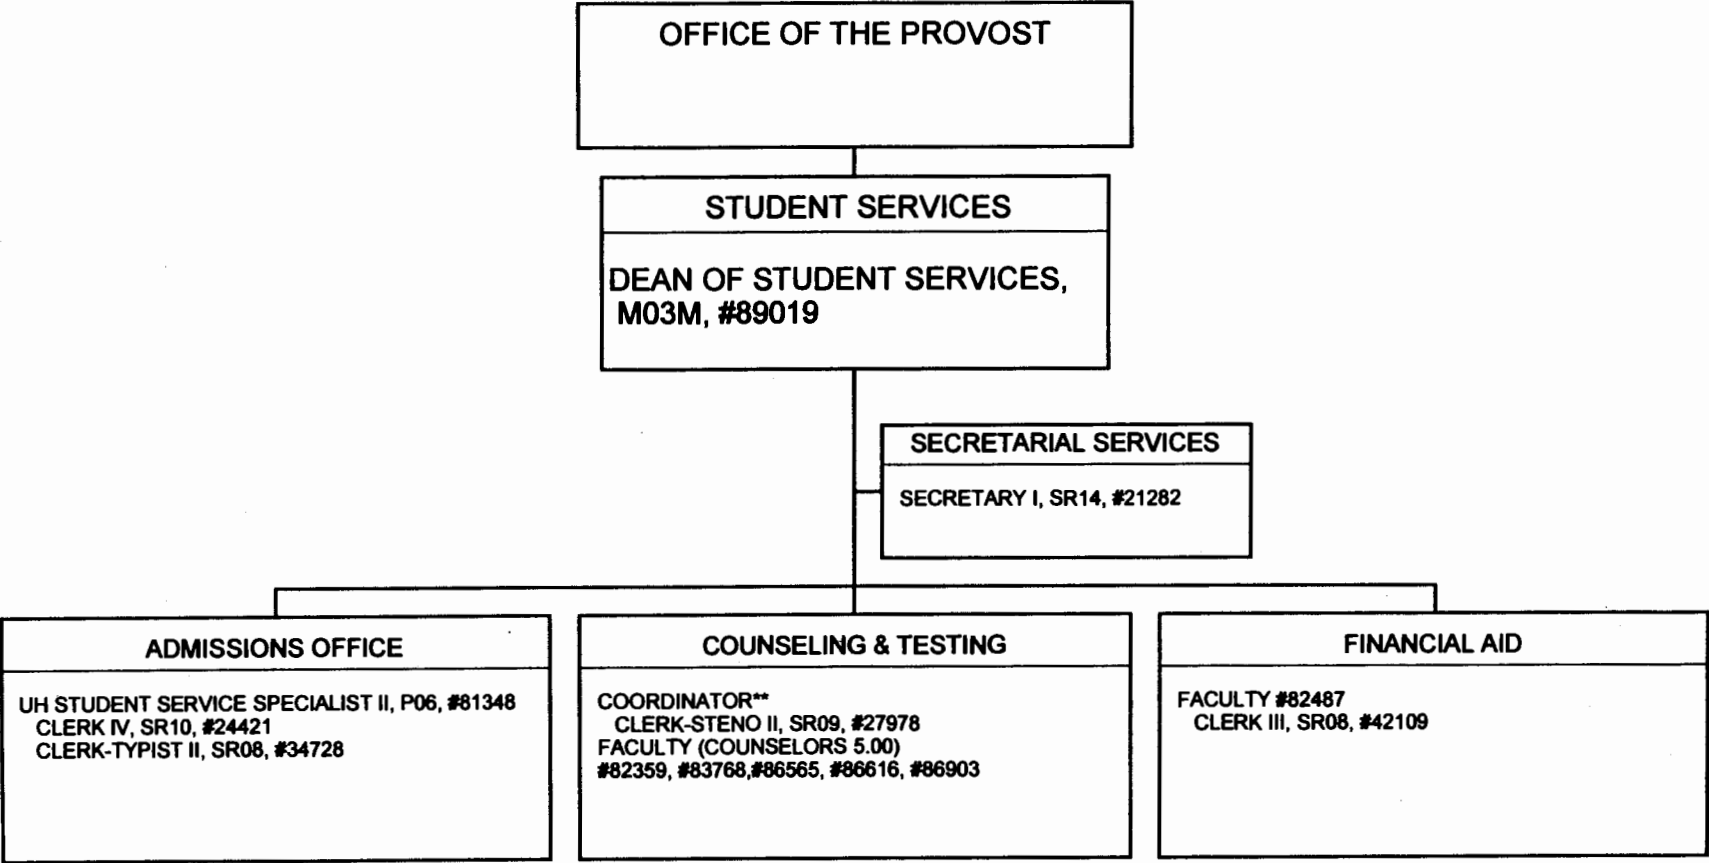 OFFICE OF THE PROVOST
STUDENT SERVICES
DEAN OF STUDENT SERVICES,
M03M, #89019
SECRETARIAL SERVICES
SECRETARY I, SR14, #21282
ADMISSIONS OFFICE
UH STUDENT SERVICE SPECIALIST II, P06, #81348
CLERK IV, SR10, #24421
CLERK-TYPIST II, SR08, #34728
COUNSELING & TESTING
COORDINATOR**
CLERK-STENO II, SR09, #27978
FACULTY (COUNSELORS 5.00)
#82359, #83768,#86565, #86616, #86903
FINANCIAL AID
FACULTY #82487
CLERK III, SR08, #42109